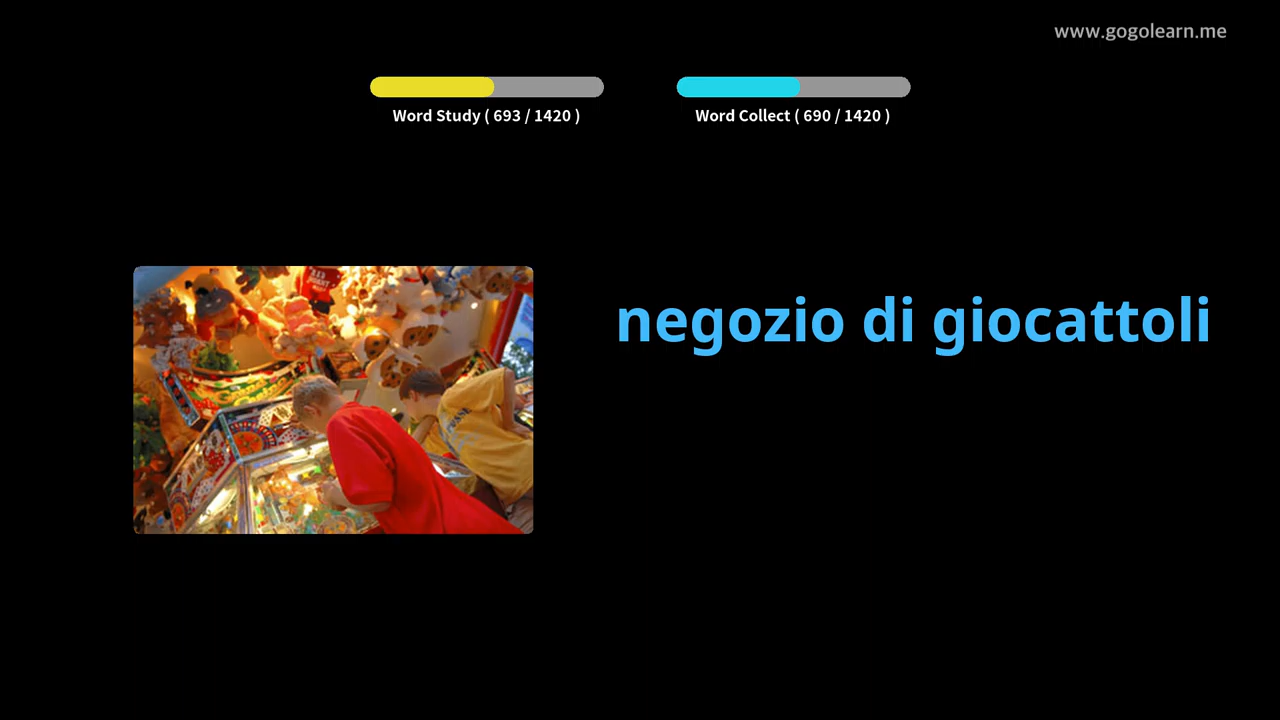 www.gogolearn.me
Word Study ( 693 / 1420 )
Word Collect ( 690 / 1420 )
negozio di giocattoli